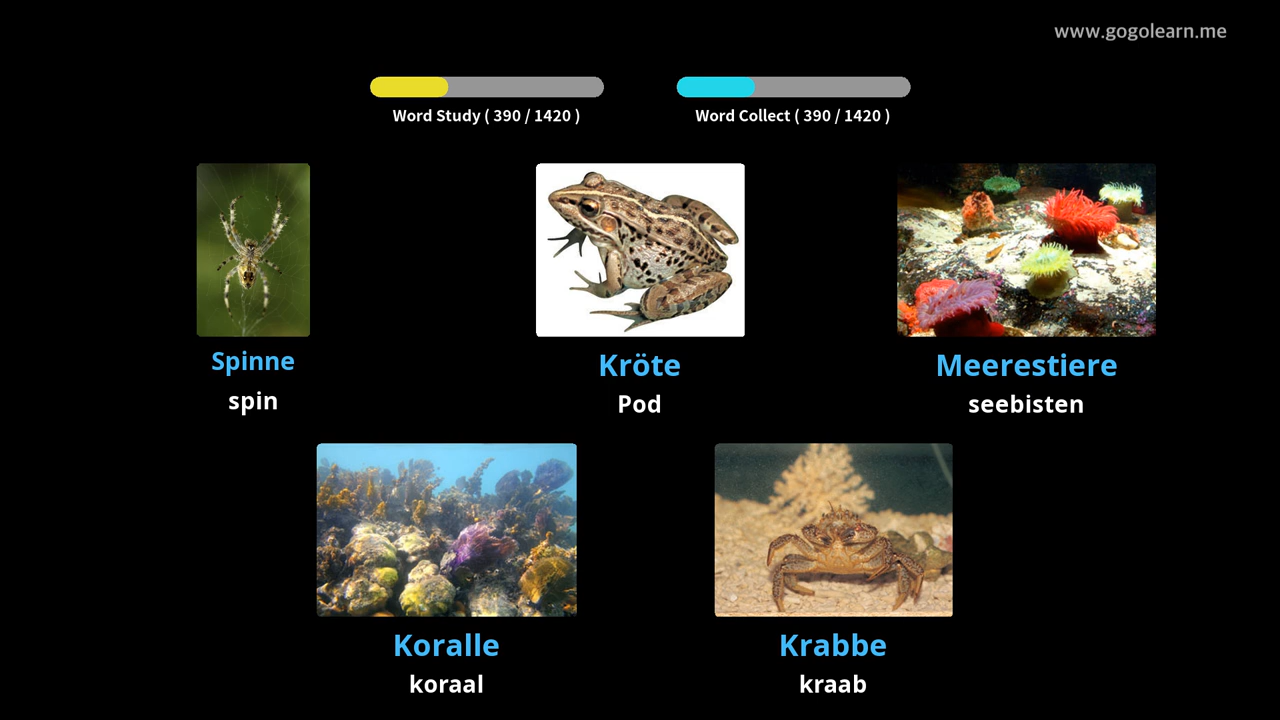 www.gogolearn.me
Word Study ( 390 / 1420 )
Word Collect ( 390 / 1420 )
Spinne
spin
Kröte
Pod
Meerestiere
seebisten
Koralle
koraal
Krabbe
kraab